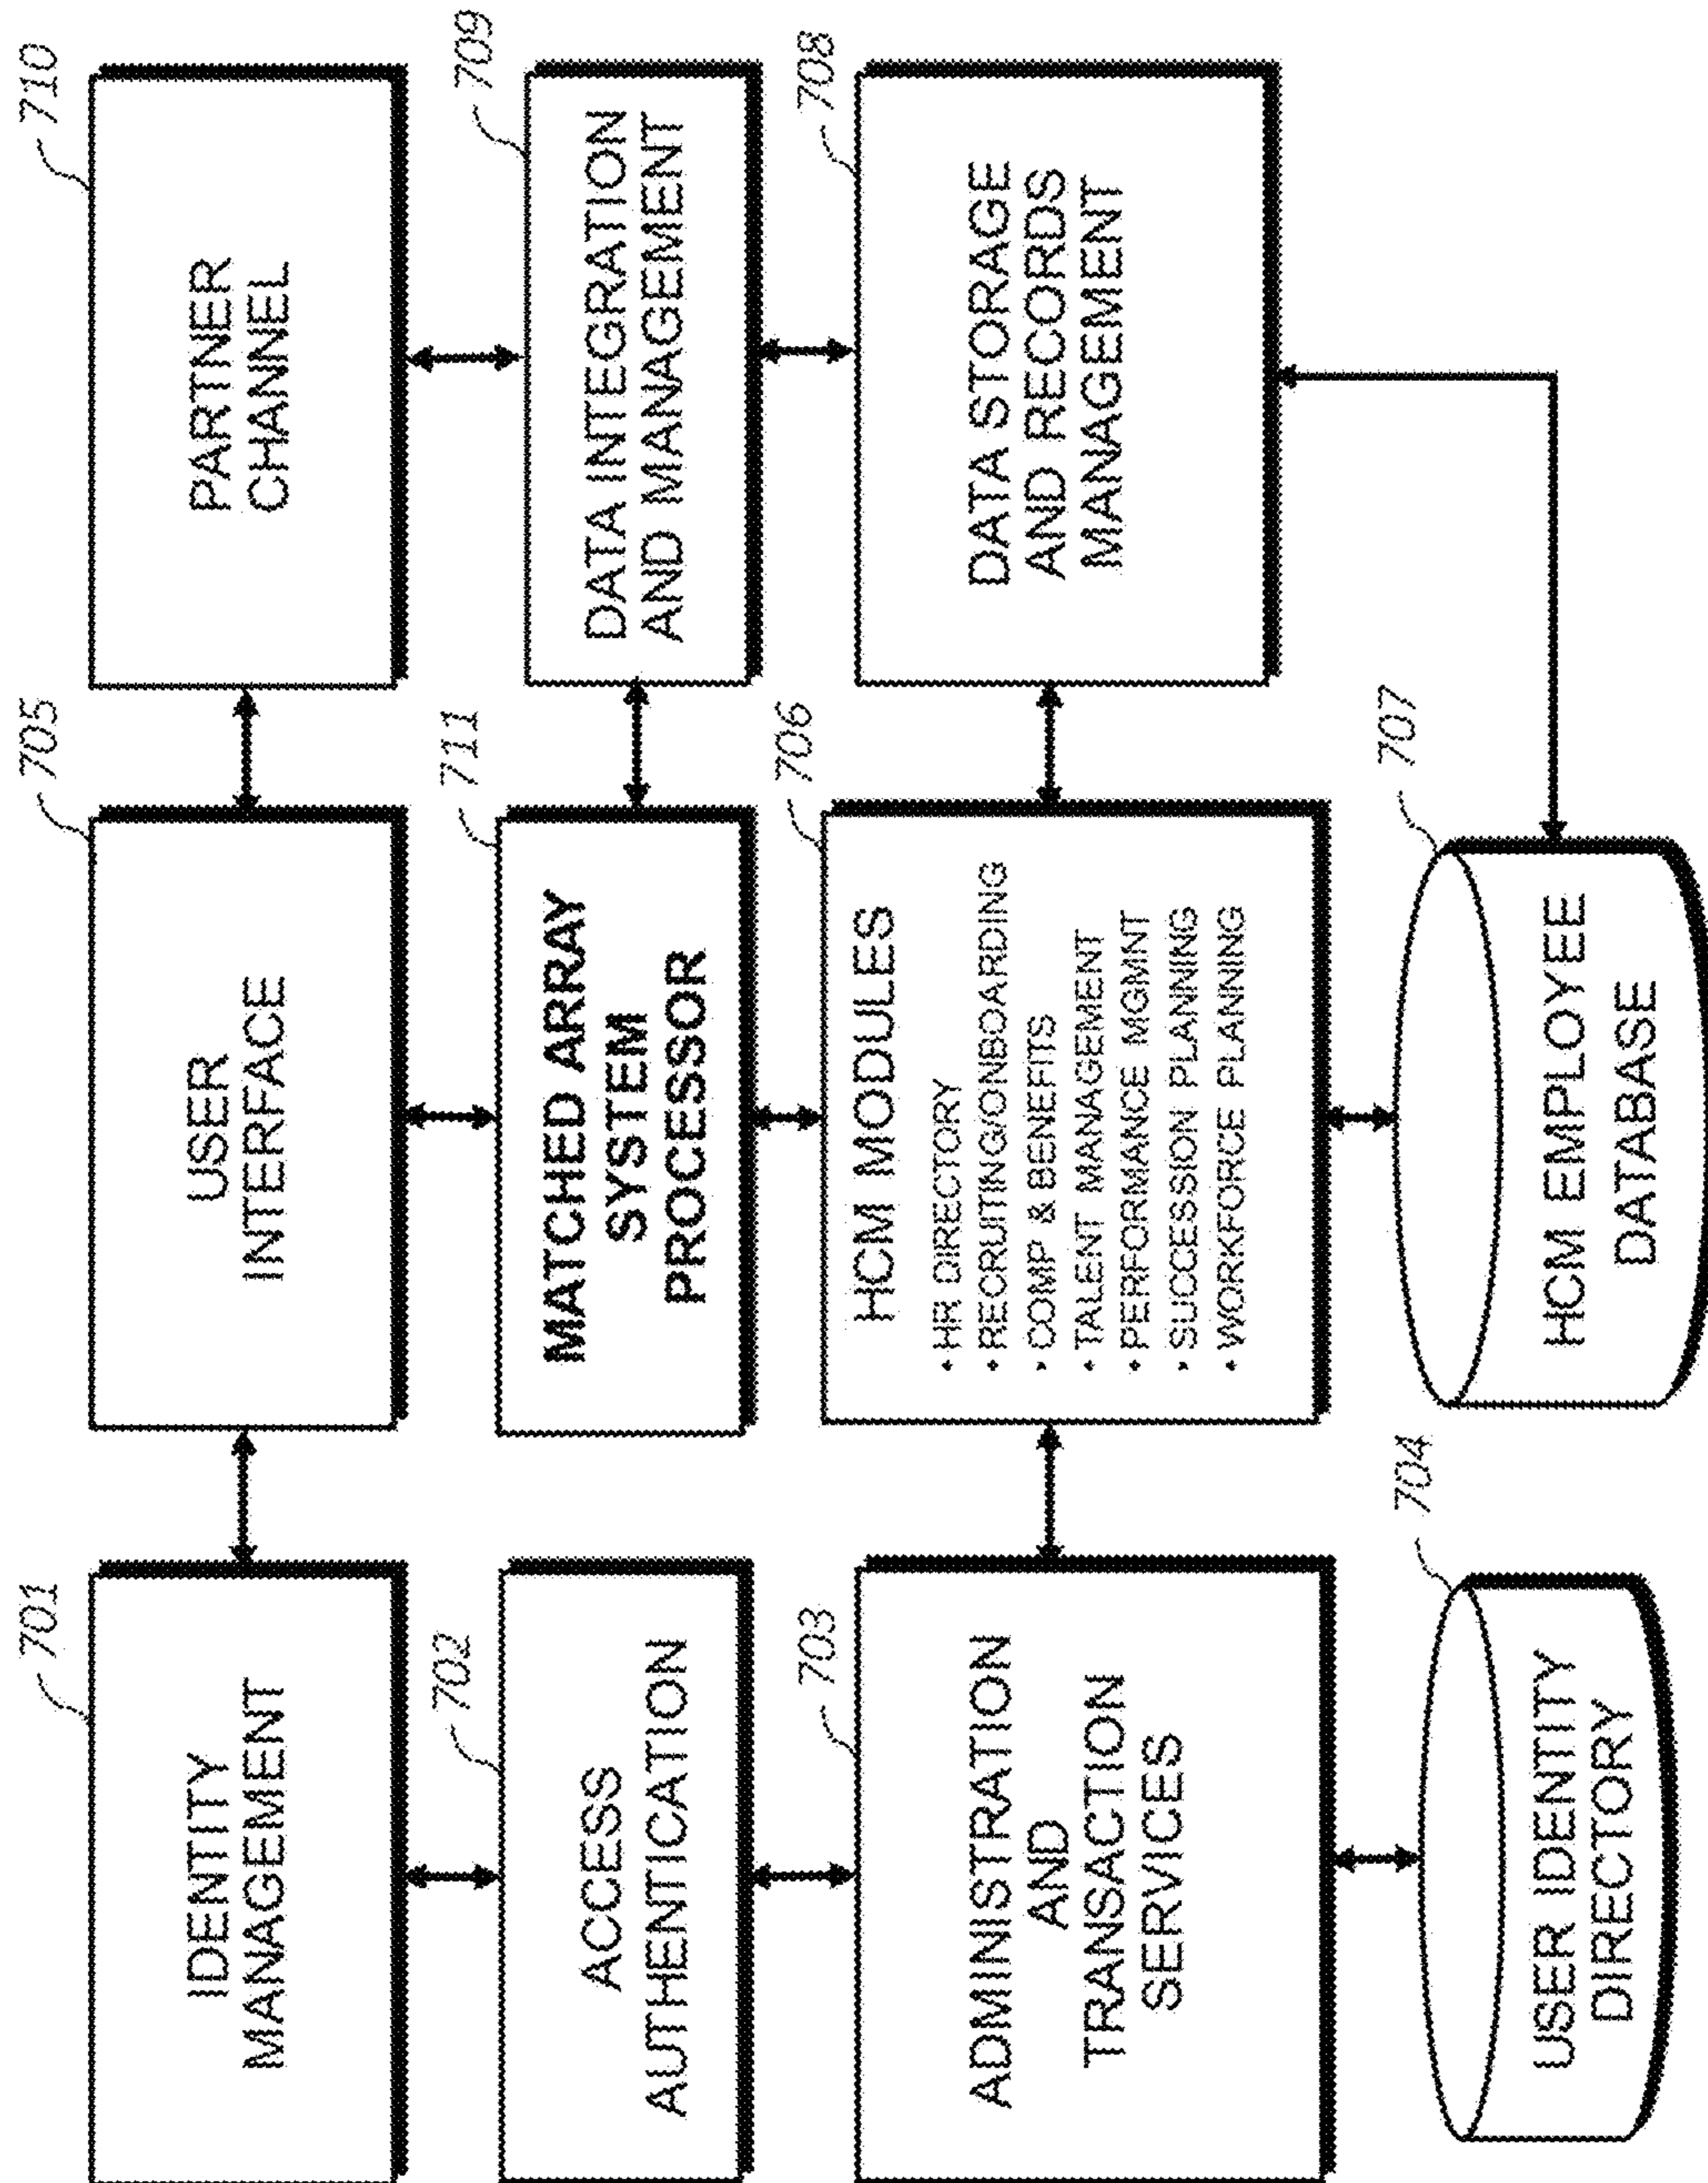 701
IDENTITY
MANAGEMENT
705
USER
INTERFACE
710
PARTNER
CHANNEL
702
ACCESS
AUTHENTICATION
711
MATCHED ARRAY
SYSTEM
PROCESSOR
709
DATA INTEGRATION
AND MANAGEMENT
703
ADMINISTRATION
AND
TRANSACTION
SERVICES
706
HCM MODULES
• HR DIRECTORY
• RECRUITING/ONBOARDING
• COMP & BENEFITS
• TALENT MANAGEMENT
• PERFORMANCE MGMNT
• SUCCESSION PLANNING
• WORKFORCE PLANNING
708
DATA STORAGE
AND RECORDS
MANAGEMENT
704
USER IDENTITY
DIRECTORY
707
HCM EMPLOYEE
DATABASE